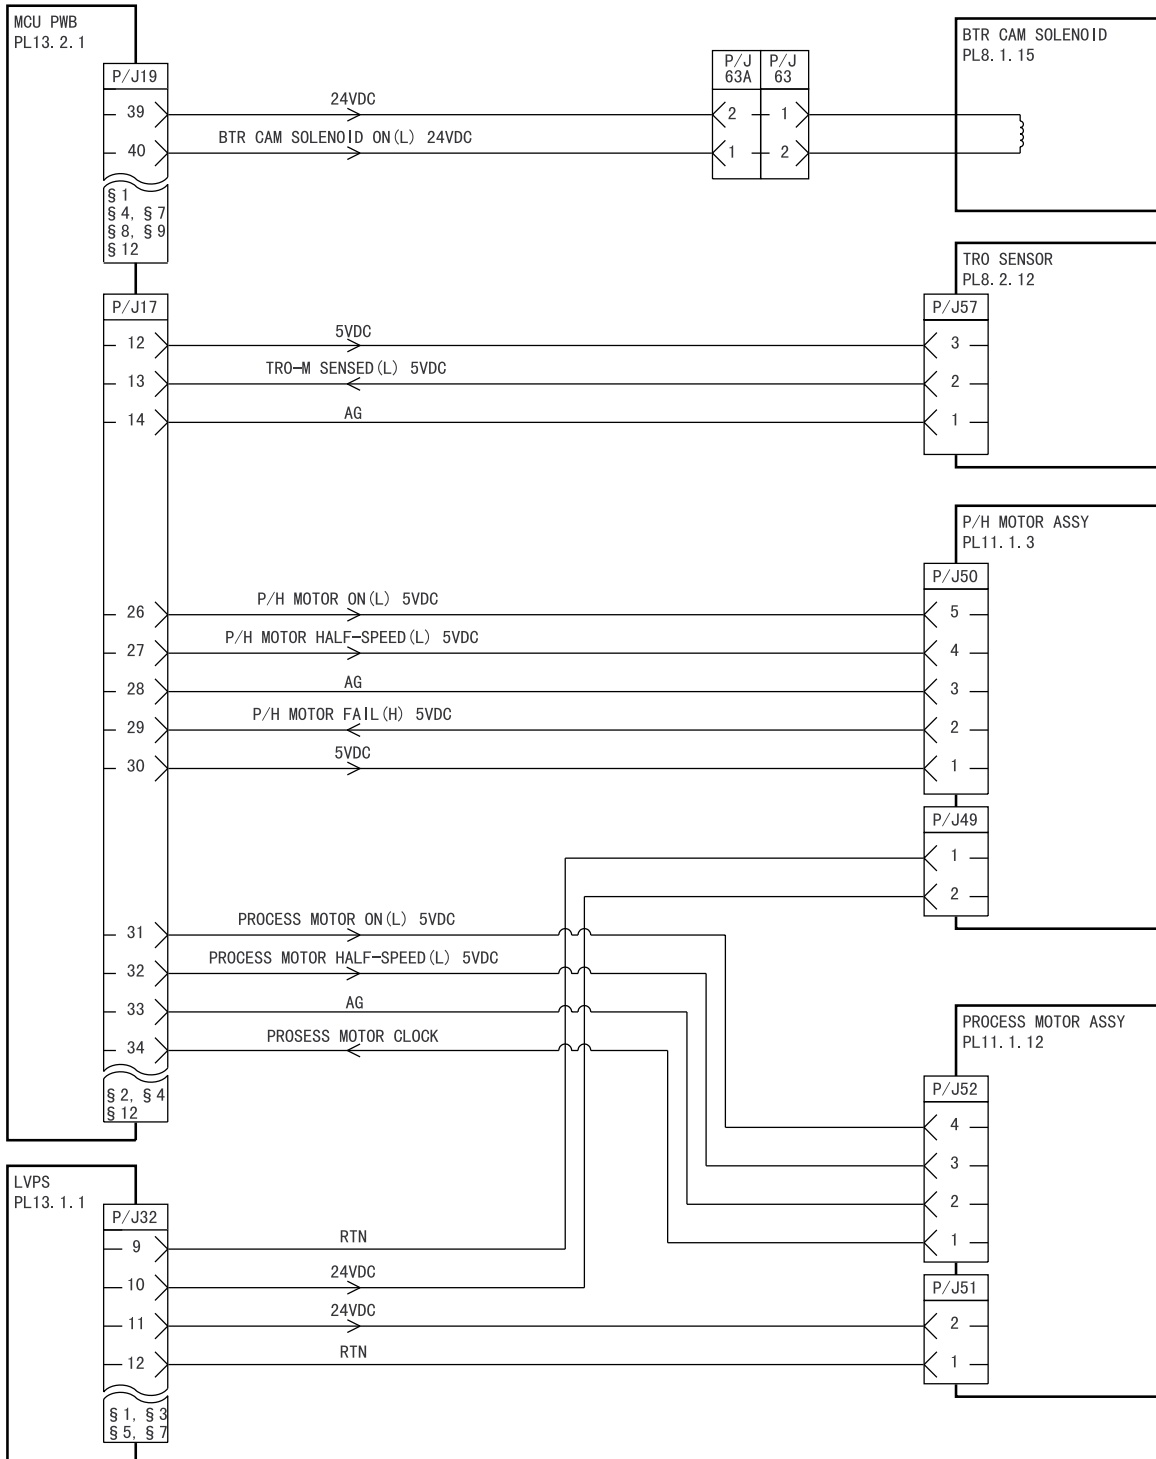 MCU PWB
PL13.2.1
P/J19
39
40
§1
§4, §7
§8, §9
§12
24VDC
BTR CAM SOLENOID ON(L) 24VDC
P/J 63A
P/J 63
2
1
1
2
BTR CAM SOLENOID
PL8.1.15
P/J17
12
13
14
5VDC
TRO-M SENSED(L) 5VDC
AG
TRO SENSOR
PL8.2.12
P/J57
3
2
1
26
27
28
29
30
P/H MOTOR ON(L) 5VDC
P/H MOTOR HALF-SPEED(L) 5VDC
AG
P/H MOTOR FAIL(H) 5VDC
5VDC
P/H MOTOR ASSY
PL11.1.3
P/J50
5
4
3
2
1
P/J49
1
2
31
32
33
34
PROCESS MOTOR ON(L) 5VDC
PROCESS MOTOR HALF-SPEED(L) 5VDC
AG
PROSESS MOTOR CLOCK
§2, §4
§12
PROCESS MOTOR ASSY
PL11.1.12
P/J52
4
3
2
1
P/J51
2
1
LVPS
PL13.1.1
P/J32
9
10
11
12
RTN
24VDC
24VDC
RTN
§1, §3
§5, §7